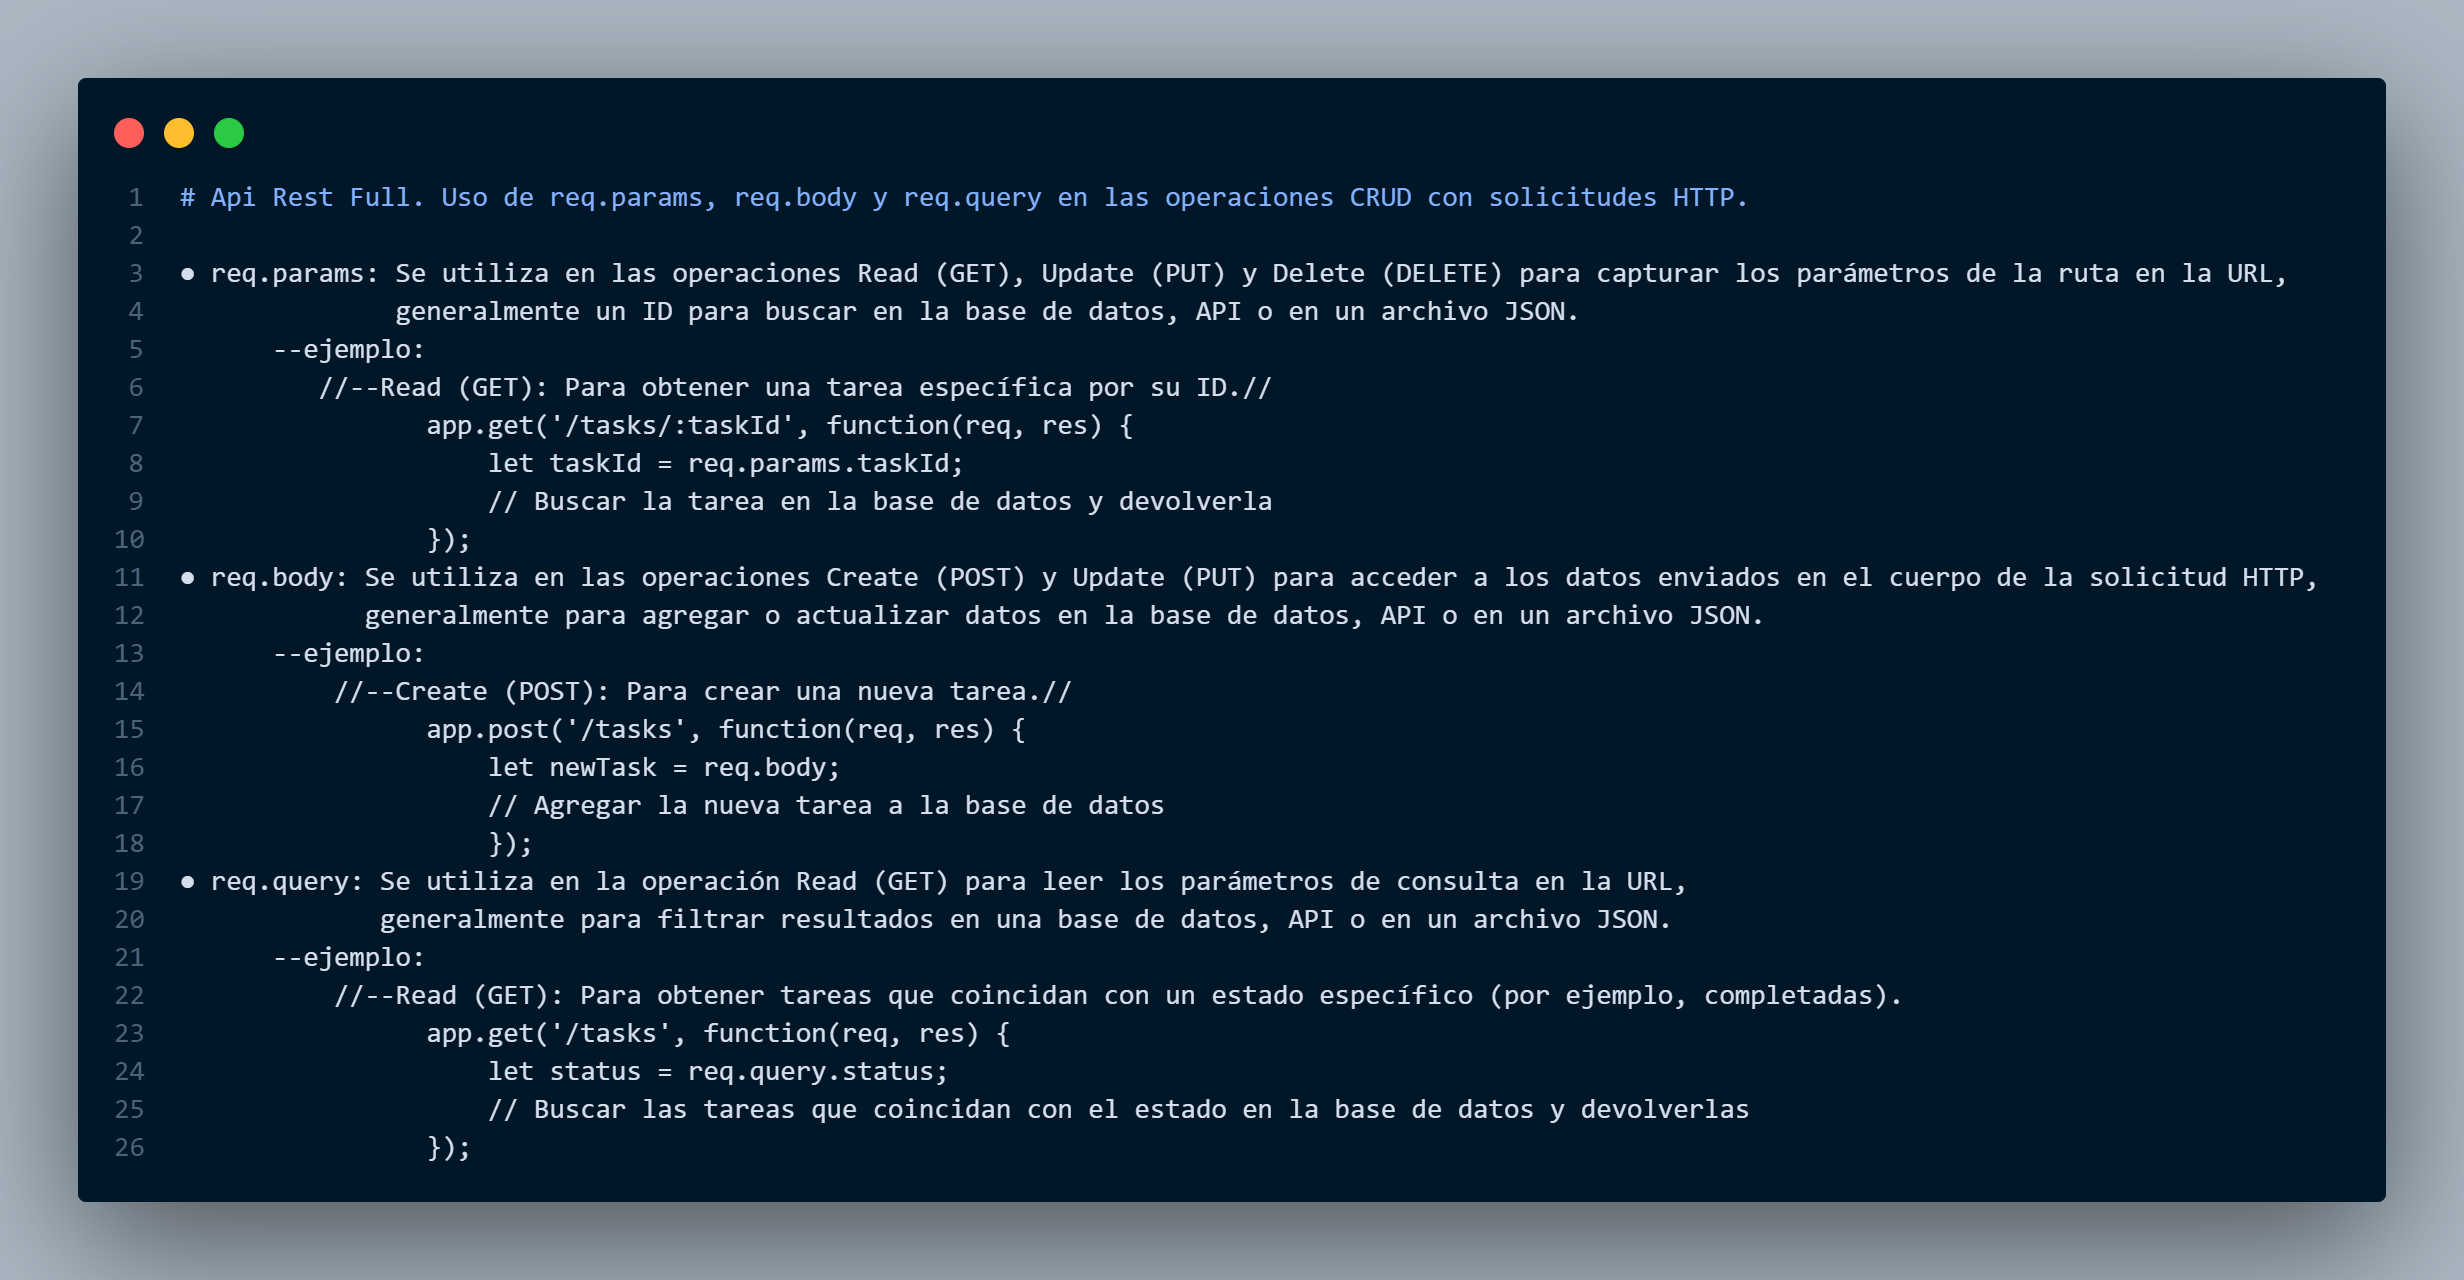 1 # Api Rest Full. Uso de req.params, req.body y req.query en las operaciones CRUD con solicitudes HTTP.
2
3 ● req.params: Se utiliza en las operaciones Read (GET), Update (PUT) y Delete (DELETE) para capturar los parámetros de la ruta en la URL,
4 generalmente un ID para buscar en la base de datos, API o en un archivo JSON.
5 --ejemplo:
6 //--Read (GET): Para obtener una tarea específica por su ID.//
7 app.get('/tasks/:taskId', function(req, res) {
8 let taskId = req.params.taskId;
9 // Buscar la tarea en la base de datos y devolverla
10 });
11 ● req.body: Se utiliza en las operaciones Create (POST) y Update (PUT) para acceder a los datos enviados en el cuerpo de la solicitud HTTP,
12 generalmente para agregar o actualizar datos en la base de datos, API o en un archivo JSON.
13 --ejemplo:
14 //--Create (POST): Para crear una nueva tarea.//
15 app.post('/tasks', function(req, res) {
16 let newTask = req.body;
17 // Agregar la nueva tarea a la base de datos
18 });
19 ● req.query: Se utiliza en la operación Read (GET) para leer los parámetros de consulta en la URL,
20 generalmente para filtrar resultados en una base de datos, API o en un archivo JSON.
21 --ejemplo:
22 //--Read (GET): Para obtener tareas que coincidan con un estado específico (por ejemplo, completadas).
23 app.get('/tasks', function(req, res) {
24 let status = req.query.status;
25 // Buscar las tareas que coincidan con el estado en la base de datos y devolverlas
26 });